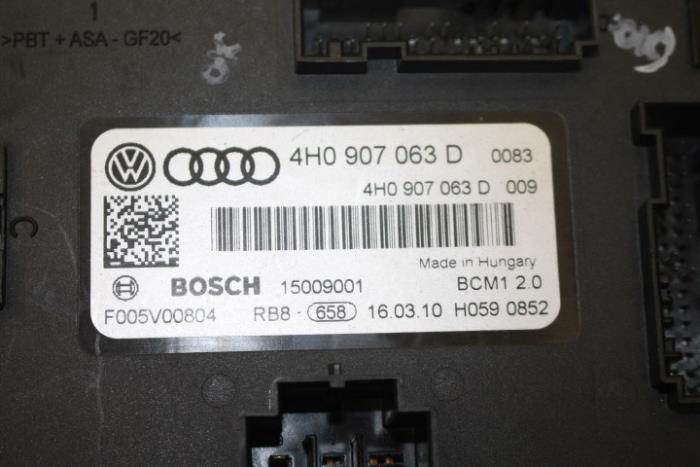 1
>PBT + ASA - GF20<
4H0 907 063 D 0083
4H0 907 063 D 009
C
Made in Hungary
BOSCH 15009001 BCM1 2.0
F005V00804 RB8 - 658 16.03.10 H059 0852